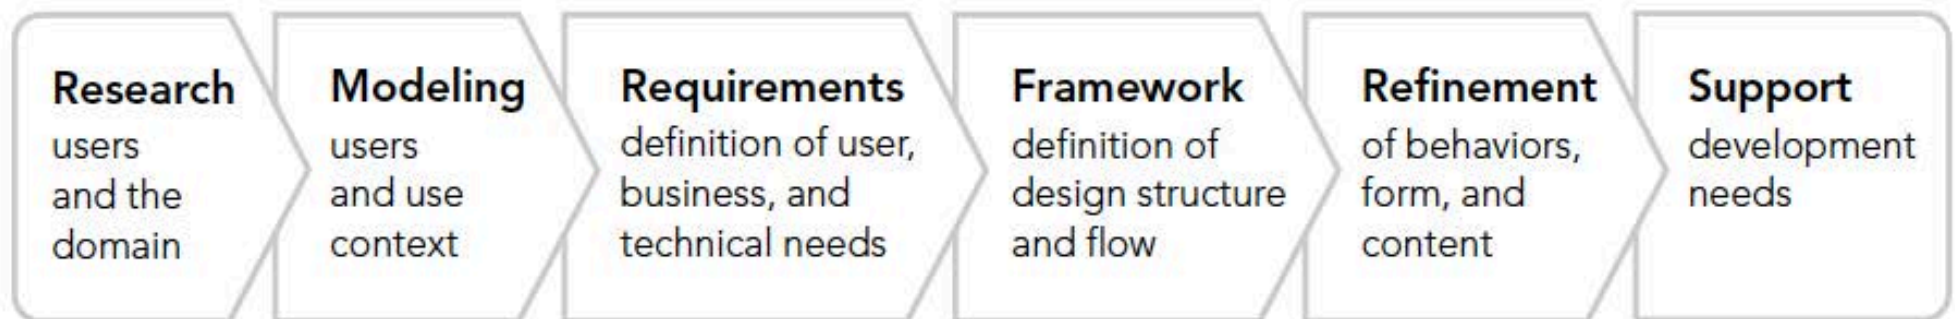 Research
users
and the
domain
Modeling
users
and use
context
Requirements
definition of user,
business, and
technical needs
Framework
definition of
design structure
and flow
Refinement
of behaviors,
form, and
content
Support
development
needs